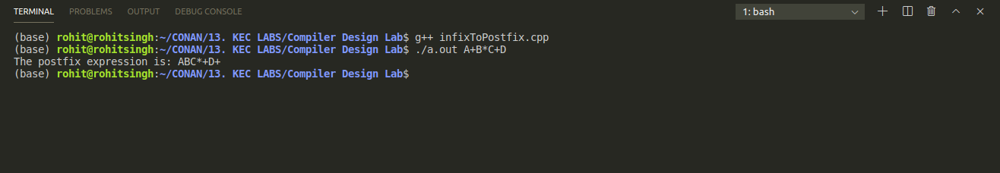 TERMINAL PROBLEMS OUTPUT DEBUG CONSOLE 1: bash
(base) rohit@rohitsingh:~/CONAN/13. KEC LABS/Compiler Design Lab$ g++ infixToPostfix.cpp
(base) rohit@rohitsingh:~/CONAN/13. KEC LABS/Compiler Design Lab$ ./a.out A+B*C+D
The postfix expression is: ABC*+D+
(base) rohit@rohitsingh:~/CONAN/13. KEC LABS/Compiler Design Lab$